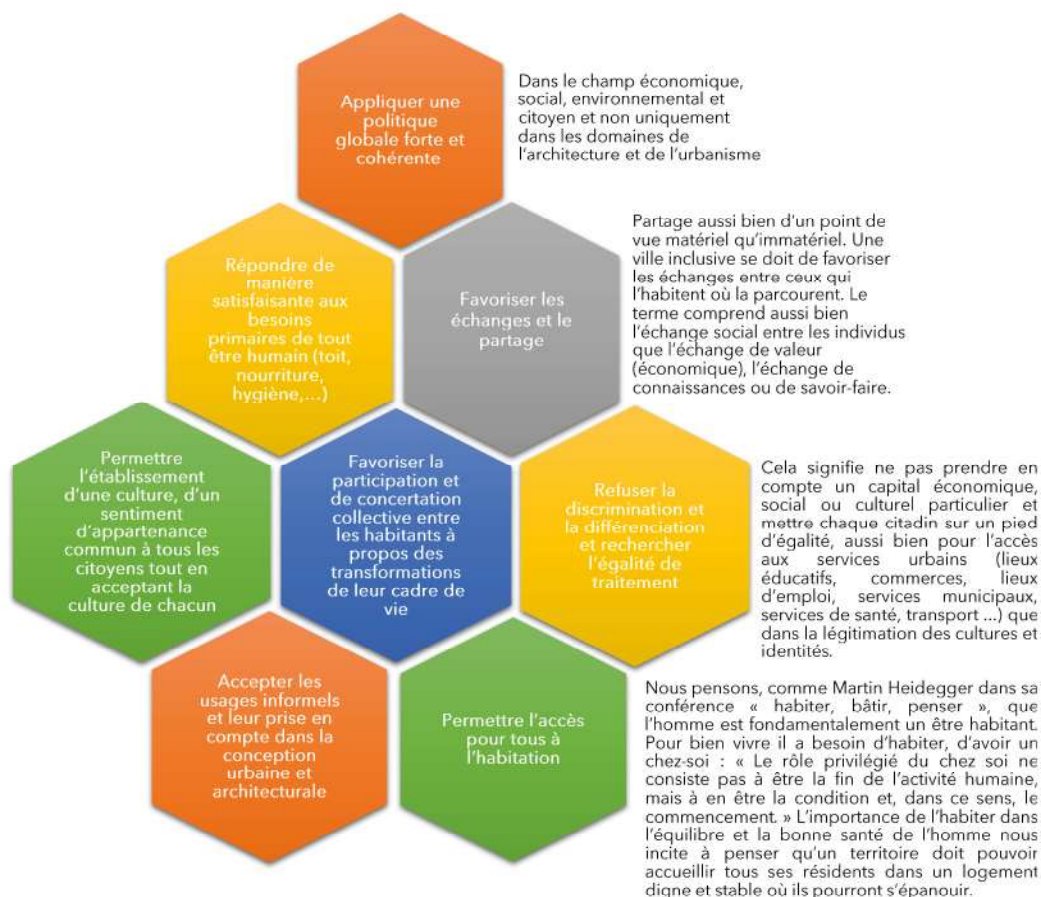 Appliquer une
politique
globale forte et
cohérente
Dans le champ économique,
social, environnemental et
citoyen et non uniquement
dans les domaines de
l'architecture et de l'urbanisme
Répondre de
manière
satisfaisante aux
besoins
primaires de tout
être humain (toit,
nourriture,
hygiène,...)
Favoriser les
échanges et le
partage
Partage aussi bien d'un point de
vue matériel qu'immatériel. Une
ville inclusive se doit de favoriser
les échanges entre ceux qui
l'habitent où la parcourent. Le
terme comprend aussi bien
l'échange social entre les individus
que l'échange de valeur
(économique), l'échange de
connaissances ou de savoir-faire.
Permettre
l'établissement
d'une culture, d'un
sentiment
d'appartenance
commun à tous les
citoyens tout en
acceptant la
culture de chacun
Favoriser la
participation et
de concertation
collective entre
les habitants à
propos des
transformations
de leur cadre de
vie
Refuser la
discrimination et
la différenciation
et rechercher
l'égalité de
traitement
Cela signifie ne pas prendre en
compte un capital économique,
social ou culturel particulier et
mettre chaque citadin sur un pied
d'égalité, aussi bien pour l'accès
aux services urbains (lieux
éducatifs, commerces, lieux
d'emploi, services municipaux,
services de santé, transport ...) que
dans la légitimation des cultures et
identités.
Accepter les
usages informels
et leur prise en
compte dans la
conception
urbaine et
architecturale
Permettre l'accès
pour tous à
l'habitation
Nous pensons, comme Martin Heidegger dans sa
conférence « habiter, bâtir, penser », que
l'homme est fondamentalement un être habitant.
Pour bien vivre il a besoin d'habiter, d'avoir un
chez-soi : « Le rôle privilégié du chez soi ne
consiste pas à être la fin de l'activité humaine,
mais à en être la condition et, dans ce sens, le
commencement. » L'importance de l'habiter dans
l'équilibre et la bonne santé de l'homme nous
incite à penser qu'un territoire doit pouvoir
accueillir tous ses résidents dans un logement
digne et stable où ils pourront s'épanouir.